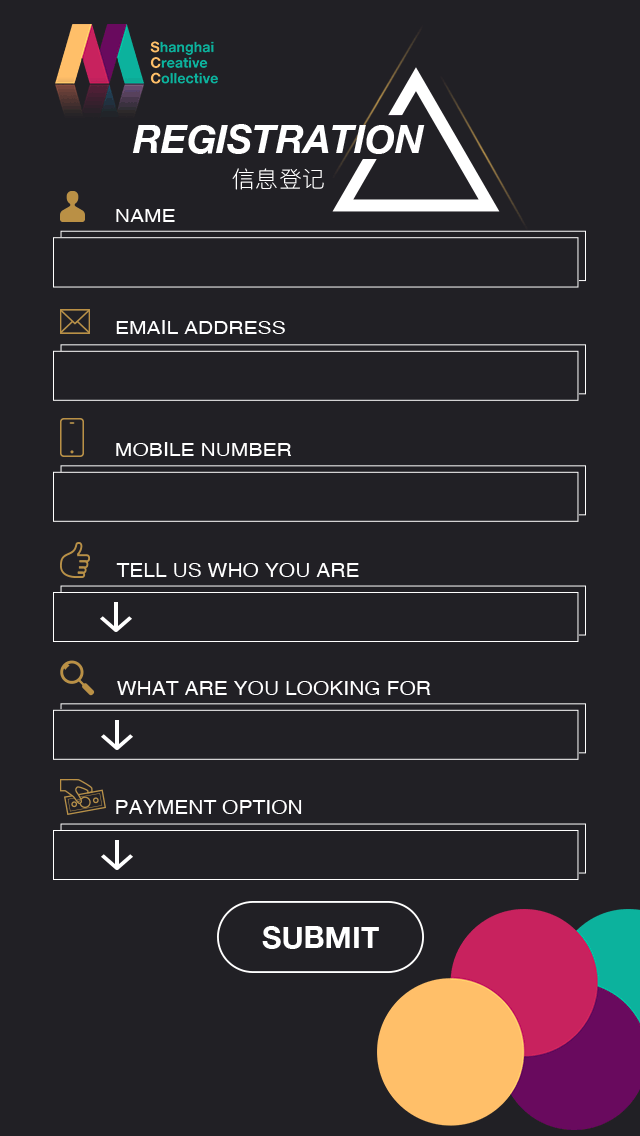 Shanghai
Creative
Collective
REGISTRATION
信息登记
NAME
EMAIL ADDRESS
MOBILE NUMBER
TELL US WHO YOU ARE
WHAT ARE YOU LOOKING FOR
PAYMENT OPTION
SUBMIT